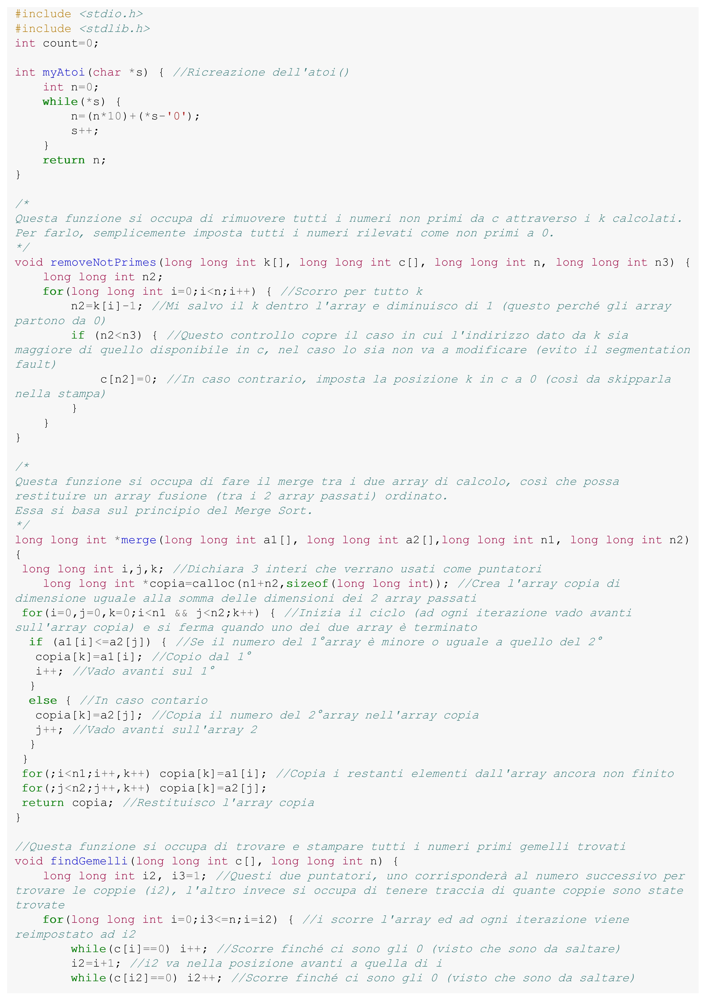 #include <stdio.h>
#include <stdlib.h>
int count=0;

int myAtoi(char *s) { //Ricreazione dell'atoi()
    int n=0;
    while(*s) {
        n=(n*10)+(*s-'0');
        s++;
    }
    return n;
}

/*
Questa funzione si occupa di rimuovere tutti i numeri non primi da c attraverso i k calcolati.
Per farlo, semplicemente imposta tutti i numeri rilevati come non primi a 0.
*/
void removeNotPrimes(long long int k[], long long int c[], long long int n, long long int n3) {
    long long int n2;
    for(long long int i=0;i<n;i++) { //Scorro per tutto k
        n2=k[i]-1; //Mi salvo il k dentro l'array e diminuisco di 1 (questo perché gli array
partono da 0)
        if (n2<n3) { //Questo controllo copre il caso in cui l'indirizzo dato da k sia
maggiore di quello disponibile in c, nel caso lo sia non va a modificare (evito il segmentation
fault)
            c[n2]=0; //In caso contrario, imposta la posizione k in c a 0 (così da skipparla
nella stampa)
        }
    }
}

/*
Questa funzione si occupa di fare il merge tra i due array di calcolo, così che possa
restituire un array fusione (tra i 2 array passati) ordinato.
Essa si basa sul principio del Merge Sort.
*/
long long int *merge(long long int a1[], long long int a2[],long long int n1, long long int n2)
{
 long long int i,j,k; //Dichiara 3 interi che verrano usati come puntatori
    long long int *copia=calloc(n1+n2,sizeof(long long int)); //Crea l'array copia di
dimensione uguale alla somma delle dimensioni dei 2 array passati
 for(i=0,j=0,k=0;i<n1 && j<n2;k++) { //Inizia il ciclo (ad ogni iterazione vado avanti
sull'array copia) e si ferma quando uno dei due array è terminato
  if (a1[i]<=a2[j]) { //Se il numero del 1°array è minore o uguale a quello del 2°
   copia[k]=a1[i]; //Copio dal 1°
   i++; //Vado avanti sul 1°
  }
  else { //In caso contario
   copia[k]=a2[j]; //Copia il numero del 2°array nell'array copia
   j++; //Vado avanti sull'array 2
  }
 }
 for(;i<n1;i++,k++) copia[k]=a1[i]; //Copia i restanti elementi dall'array ancora non finito
 for(;j<n2;j++,k++) copia[k]=a2[j];
 return copia; //Restituisco l'array copia
}

//Questa funzione si occupa di trovare e stampare tutti i numeri primi gemelli trovati
void findGemelli(long long int c[], long long int n) {
    long long int i2, i3=1; //Questi due puntatori, uno corrisponderà al numero successivo per
trovare le coppie (i2), l'altro invece si occupa di tenere traccia di quante coppie sono state
trovate
    for(long long int i=0;i3<=n;i=i2) { //i scorre l'array ed ad ogni iterazione viene
reimpostato ad i2
        while(c[i]==0) i++; //Scorre finché ci sono gli 0 (visto che sono da saltare)
        i2=i+1; //i2 va nella posizione avanti a quella di i
        while(c[i2]==0) i2++; //Scorre finché ci sono gli 0 (visto che sono da saltare)